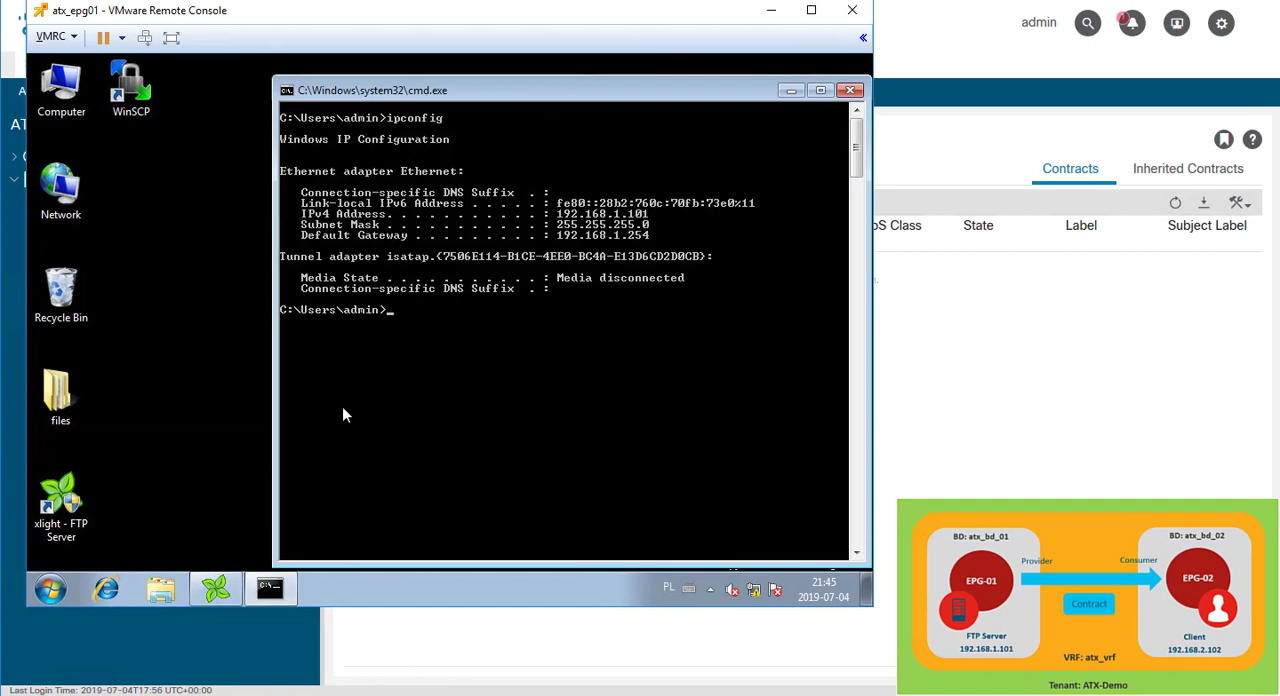 atx_epg01 - VMware Remote Console
VMRC
admin
Computer
WinSCP
Network
Recycle Bin
files
xlight - FTP
Server
C:\Windows\system32\cmd.exe
C:\Users\admin>ipconfig
Windows IP Configuration
Ethernet adapter Ethernet:
Connection-specific DNS Suffix . :
Link-local IPv6 Address . . . . . : fe80::28b2:760c:70fb:73e0%11
IPv4 Address. . . . . . . . . . . : 192.168.1.101
Subnet Mask . . . . . . . . . . . : 255.255.255.0
Default Gateway . . . . . . . . . : 192.168.1.254
Tunnel adapter isatap.{7506E114-B1CE-4EE0-BC4A-E13D6CD2D0CB}:
Media State . . . . . . . . . . . : Media disconnected
Connection-specific DNS Suffix . :
C:\Users\admin>_
PL
21:45
2019-07-04
Contracts Inherited Contracts
oS Class State Label Subject Label
BD: atx_bd_01 BD: atx_bd_02
Provider Consumer
EPG-01 EPG-02
Contract
FTP Server Client
192.168.1.101 192.168.2.102
VRF: atx_vrf
Tenant: ATX-Demo
Last Login Time: 2019-07-04T17:56 UTC+00:00